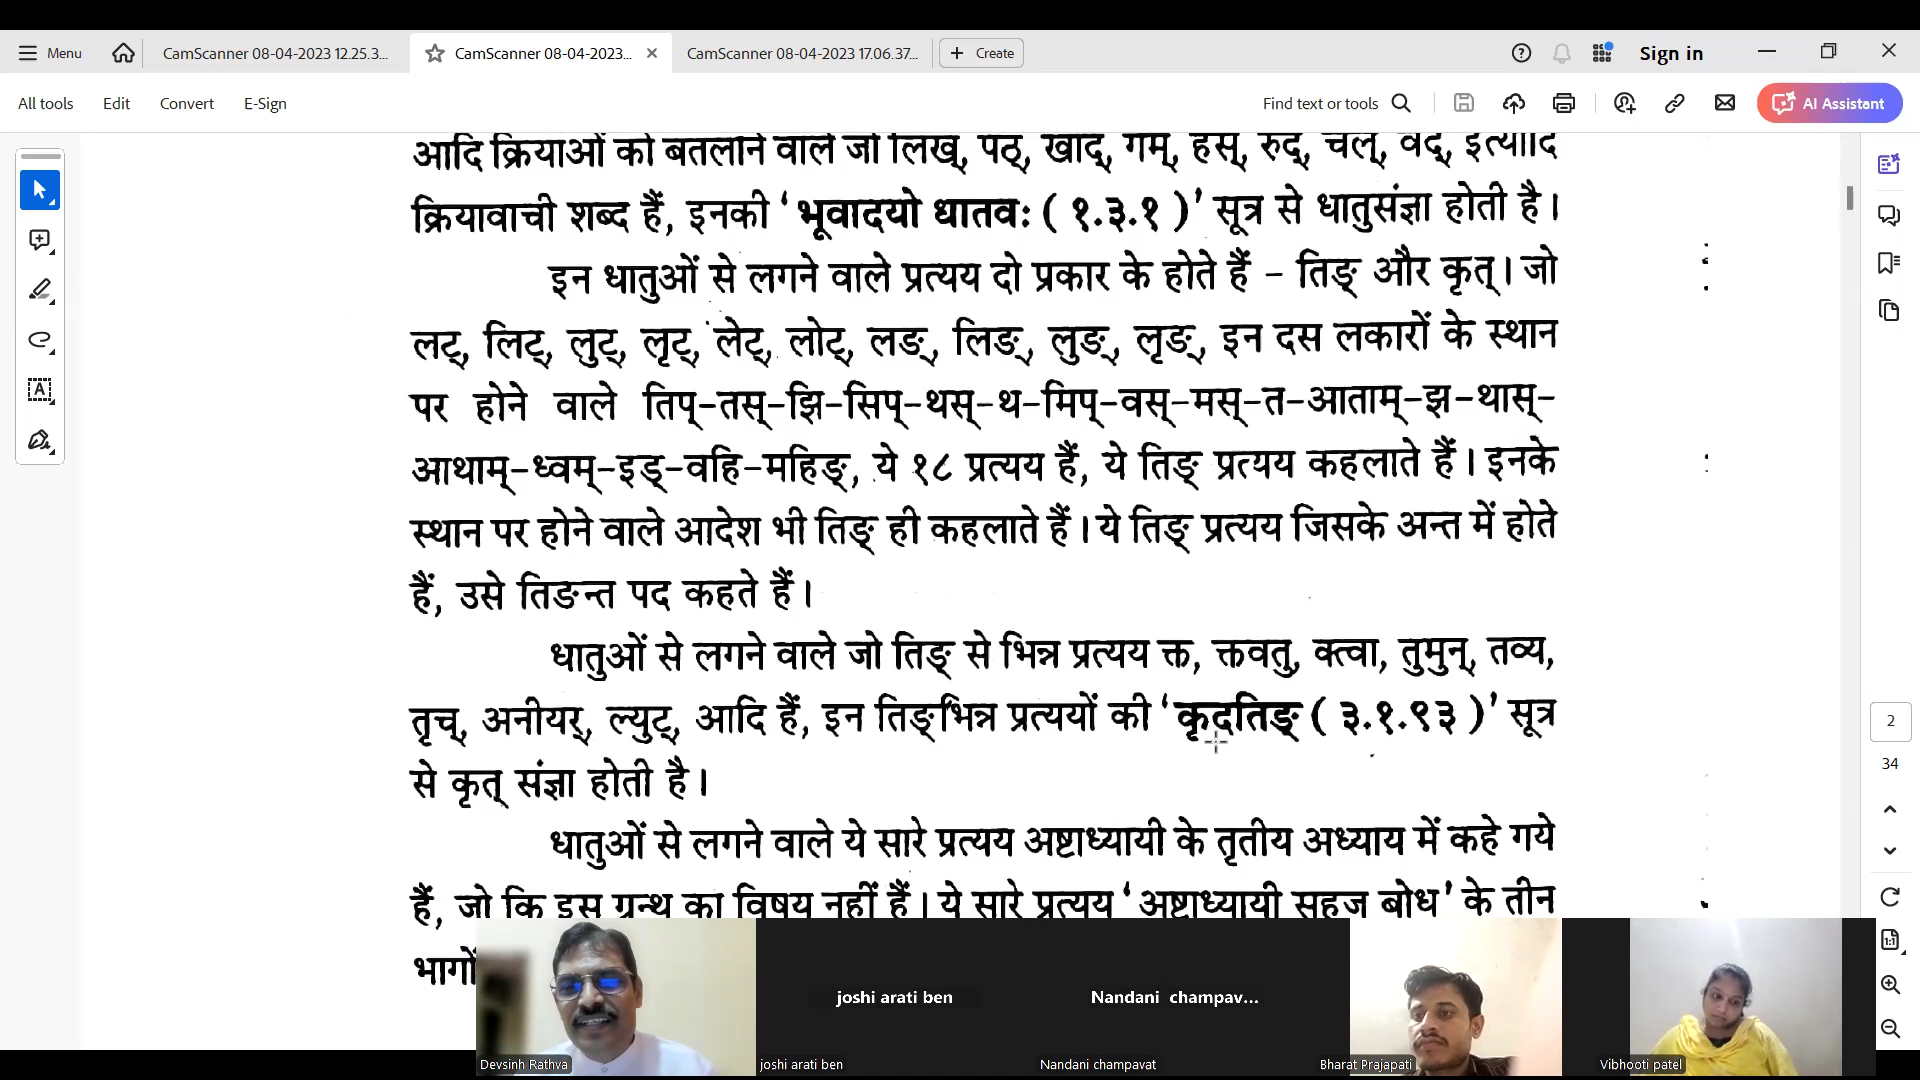 Menu
CamScanner 08-04-2023 12.25.3...
CamScanner 08-04-2023...
CamScanner 08-04-2023 17.06.37...
Create
Sign in
All tools
Edit
Convert
E-Sign
Find text or tools
AI Assistant
आदि क्रियाओं को बतलाने वाले जो लिख्, पठ्, खाद्, गम्, हस्, रुद्, चल्, वद्, इत्यादि
क्रियावाची शब्द हैं, इनकी ‘भूवादयो धातवः ( १.३.१ )’ सूत्र से धातुसंज्ञा होती है।
इन धातुओं से लगने वाले प्रत्यय दो प्रकार के होते हैं - तिङ् और कृत्। जो
लट्, लिट्, लुट्, लृट्, लेट्, लोट्, लङ्, लिङ्, लुङ्, लृङ्, इन दस लकारों के स्थान
पर होने वाले तिप्-तस्-झि-सिप्-थस्-थ-मिप्-वस्-मस्-त-आताम्-झ-थास्-
आथाम्-ध्वम्-इड्-वहि-महिङ्, ये १८ प्रत्यय हैं, ये तिङ् प्रत्यय कहलाते हैं। इनके
स्थान पर होने वाले आदेश भी तिङ् ही कहलाते हैं। ये तिङ् प्रत्यय जिसके अन्त में होते
हैं, उसे तिङन्त पद कहते हैं।
धातुओं से लगने वाले जो तिङ् से भिन्न प्रत्यय क्त, क्तवतु, क्त्वा, तुमुन्, तव्य,
तृच्, अनीयर्, ल्युट्, आदि हैं, इन तिङ्भिन्न प्रत्ययों की ‘कृदतिङ् ( ३.१.९३ )’ सूत्र
से कृत् संज्ञा होती है।
धातुओं से लगने वाले ये सारे प्रत्यय अष्टाध्यायी के तृतीय अध्याय में कहे गये
हैं, जो कि इस ग्रन्थ का विषय नहीं हैं। ये सारे प्रत्यय ‘अष्टाध्यायी सहज बोध’ के तीन
भागों
2
34
joshi arati ben
Nandani champav...
Devsinh Rathva
joshi arati ben
Nandani champavat
Bharat Prajapati
Vibhooti patel